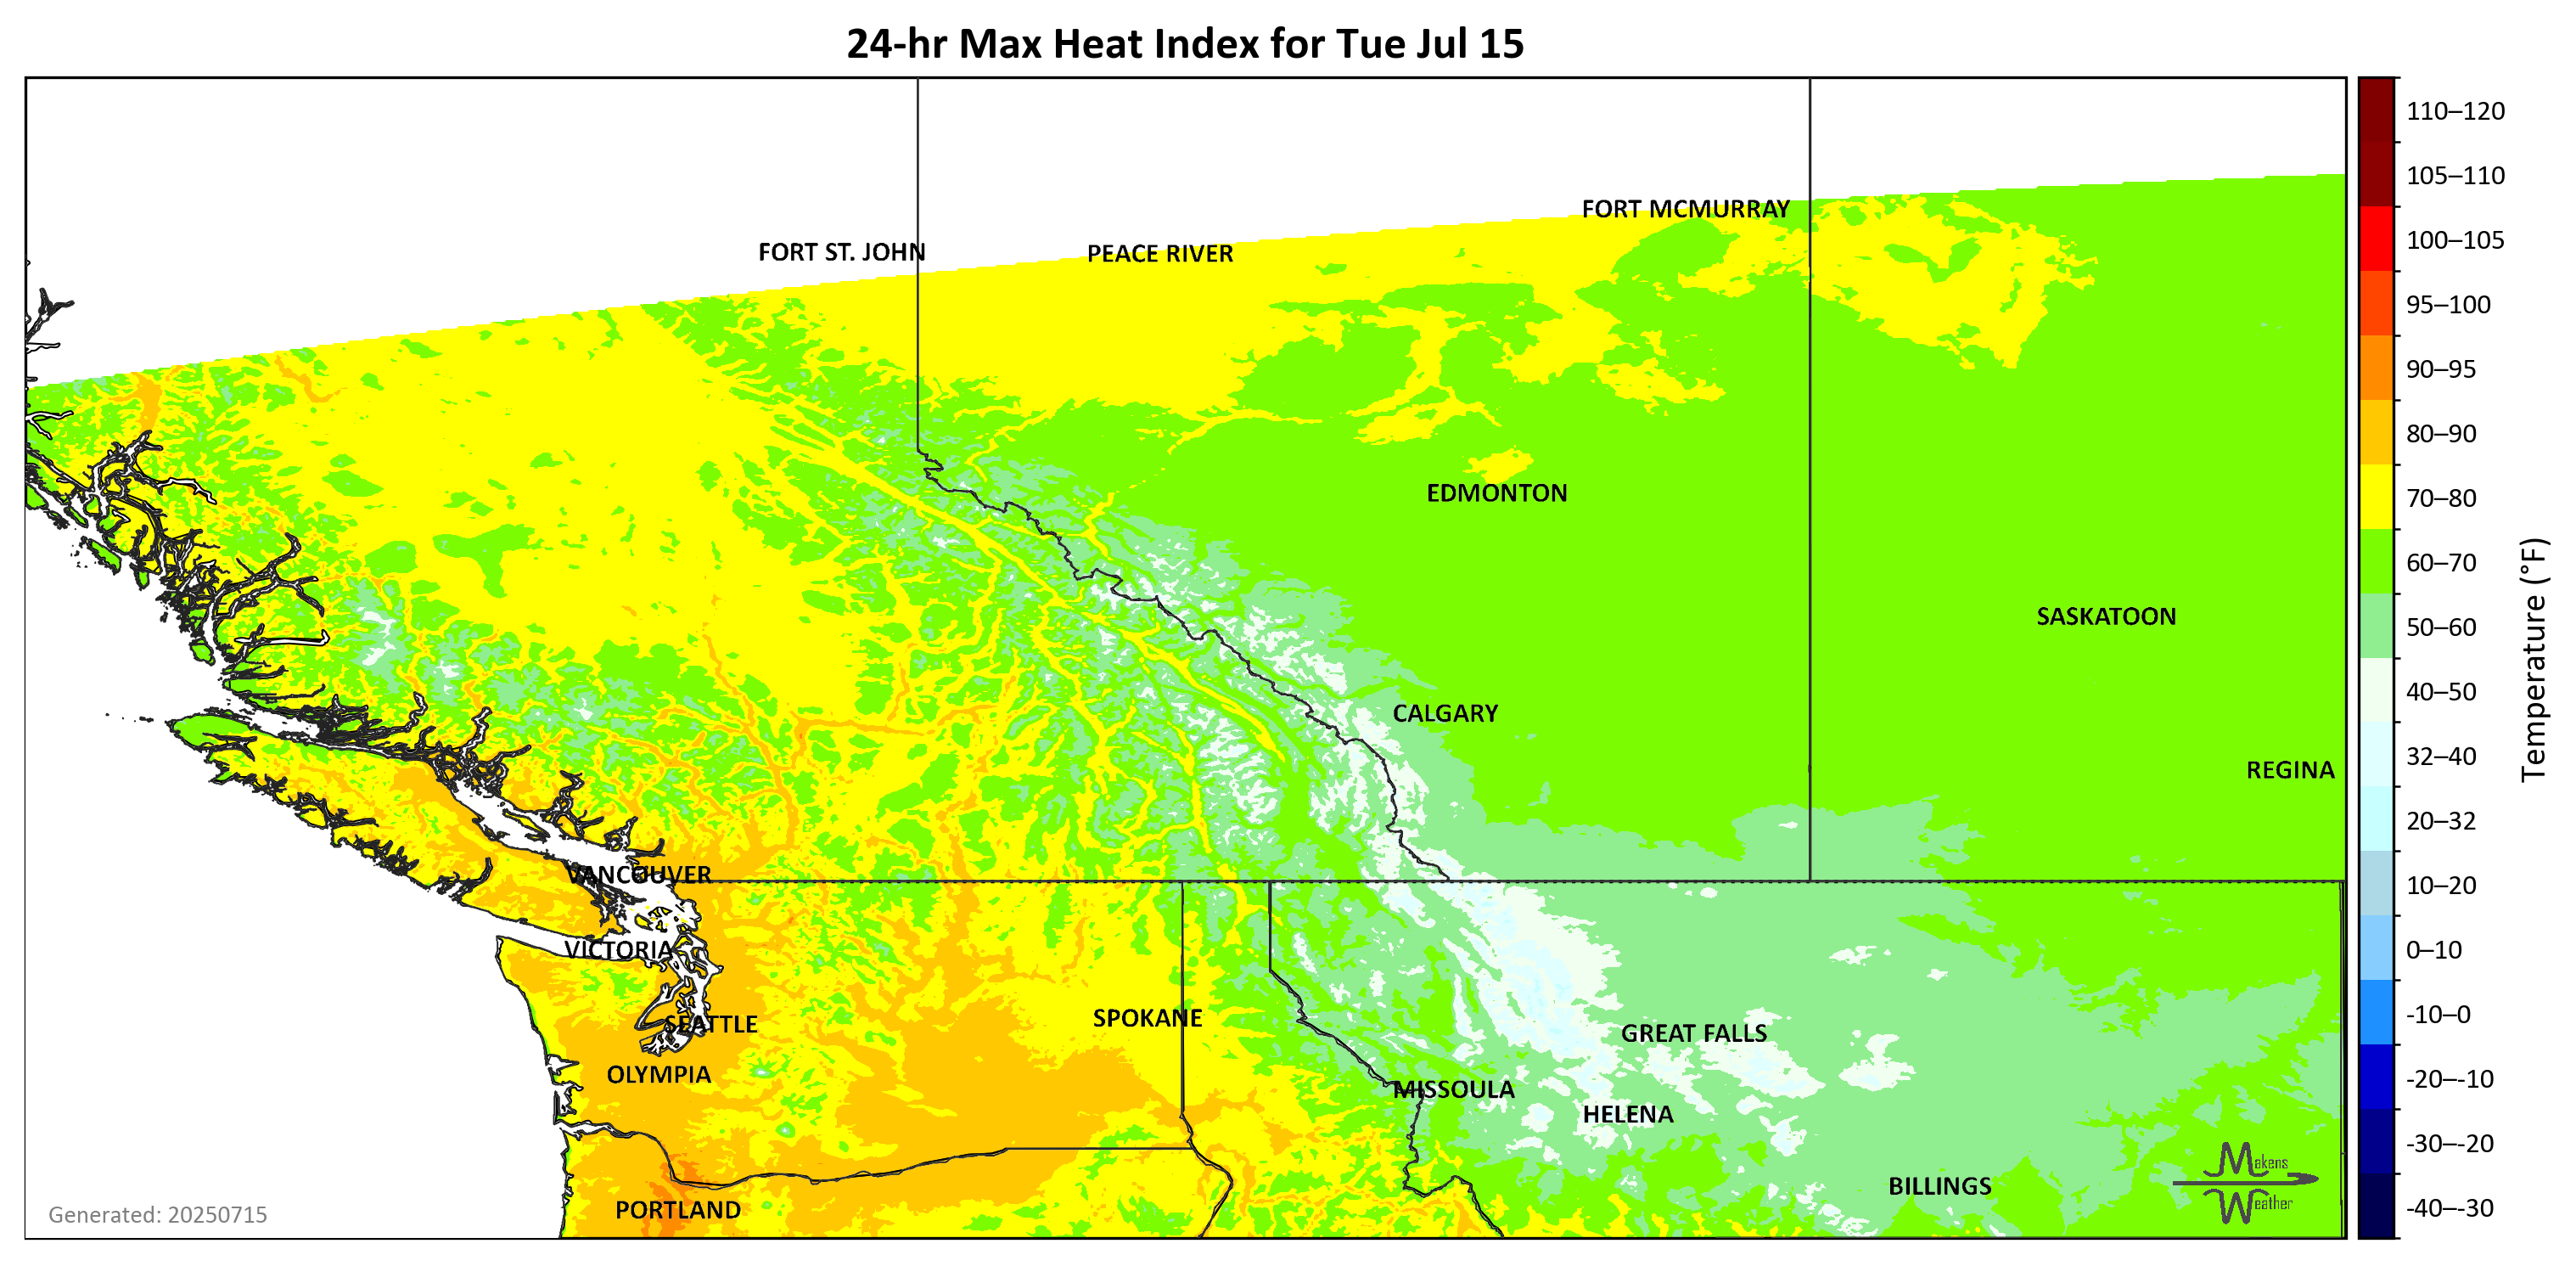 24-hr Max Heat Index for Tue Jul 15
FORT MCMURRAY
FORT ST. JOHN
PEACE RIVER
EDMONTON
SASKATOON
CALGARY
REGINA
VANCOUVER
VICTORIA
SPOKANE
SEATTLE
GREAT FALLS
OLYMPIA
MISSOULA
HELENA
BILLINGS
PORTLAND
Makens
Weather
Generated: 20250715
110–120
105–110
100–105
95–100
90–95
80–90
70–80
60–70
50–60
40–50
32–40
20–32
10–20
0–10
-10–0
-20–-10
-30–-20
-40–-30
Temperature (°F)